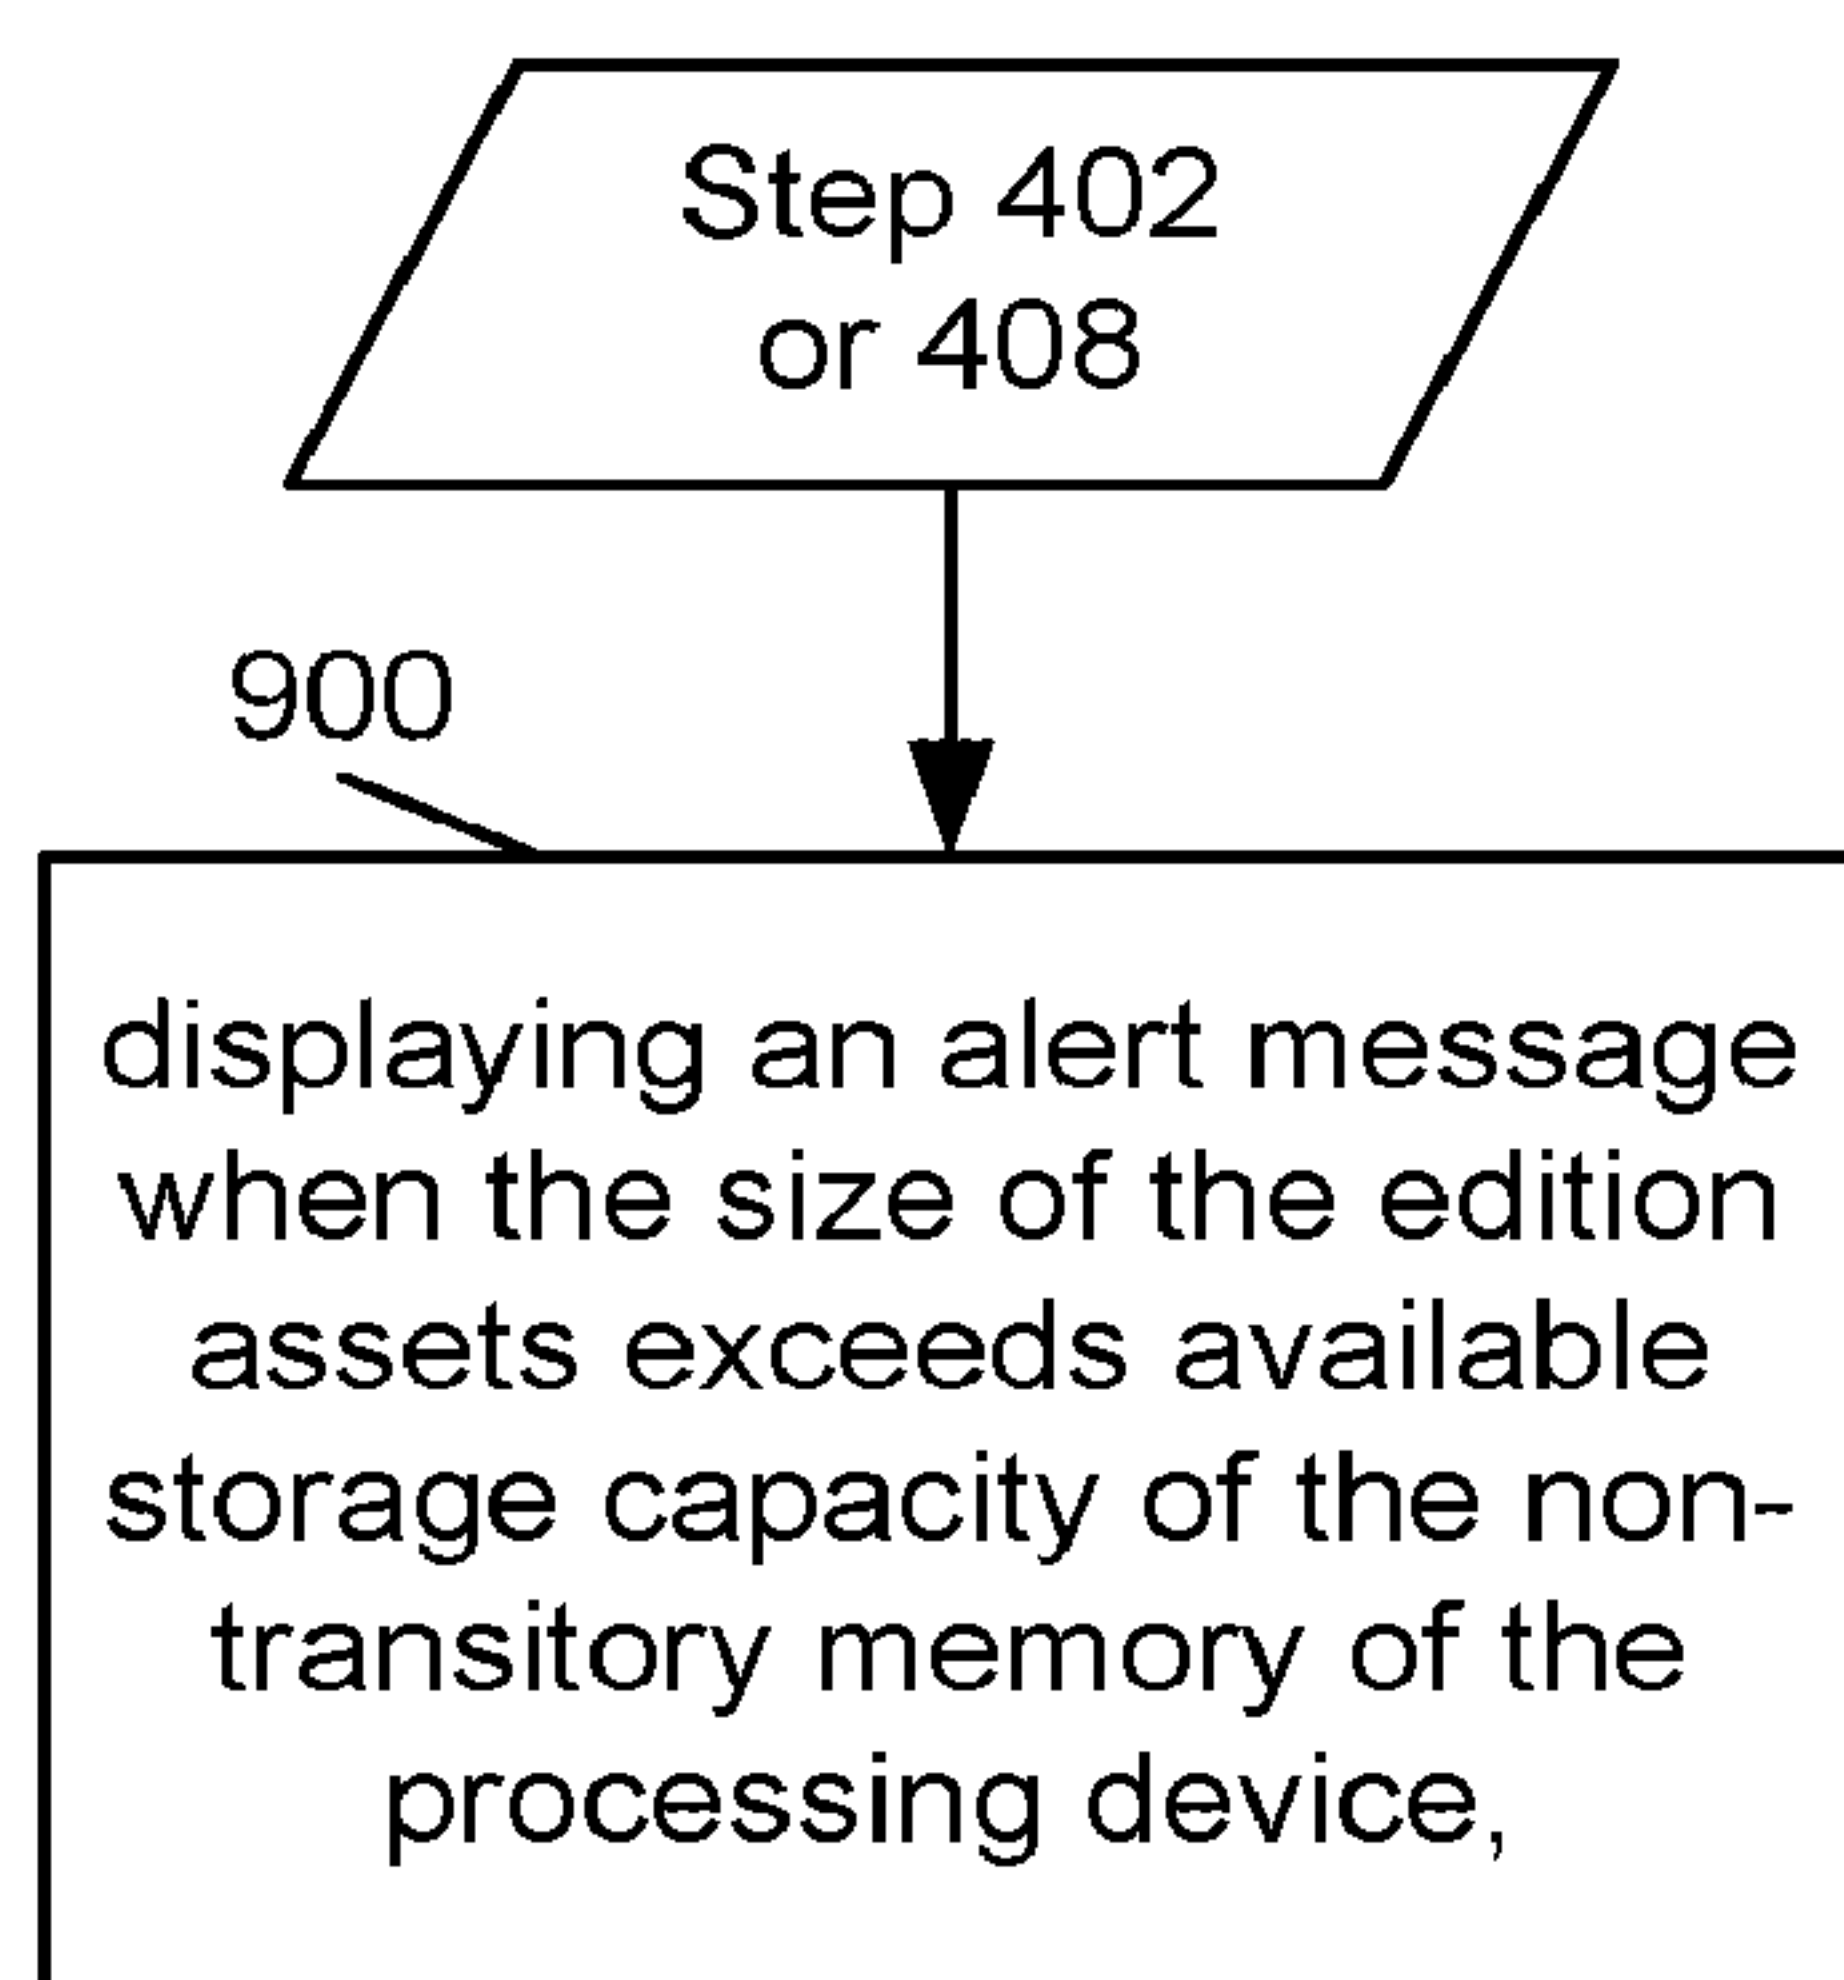 Step 402
or 408
900
displaying an alert message
when the size of the edition
assets exceeds available
storage capacity of the non-
transitory memory of the
processing device,